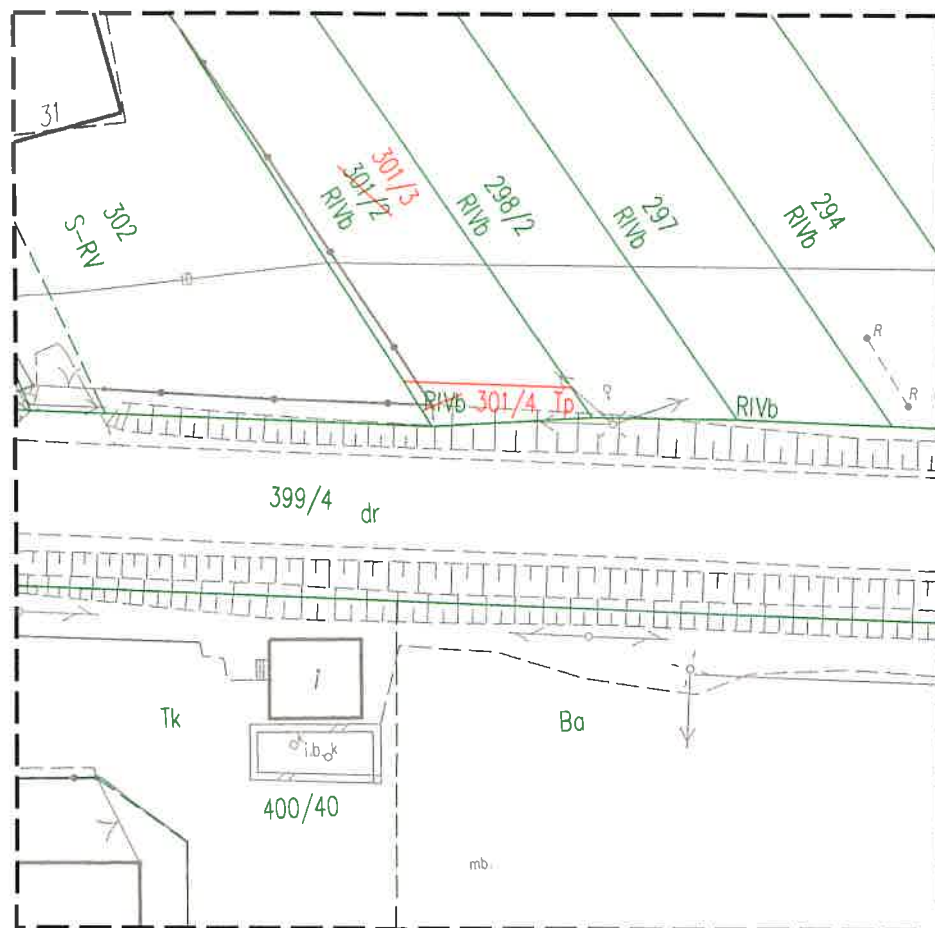 31
302
S-RV
301/3
301/2
RIVb
298/2
RIVb
297
RIVb
294
RIVb
R
R
RIVb 301/4 Tp
RIVb
399/4 dr
i
Tk
i.b.
k
k
Ba
400/40
mb.